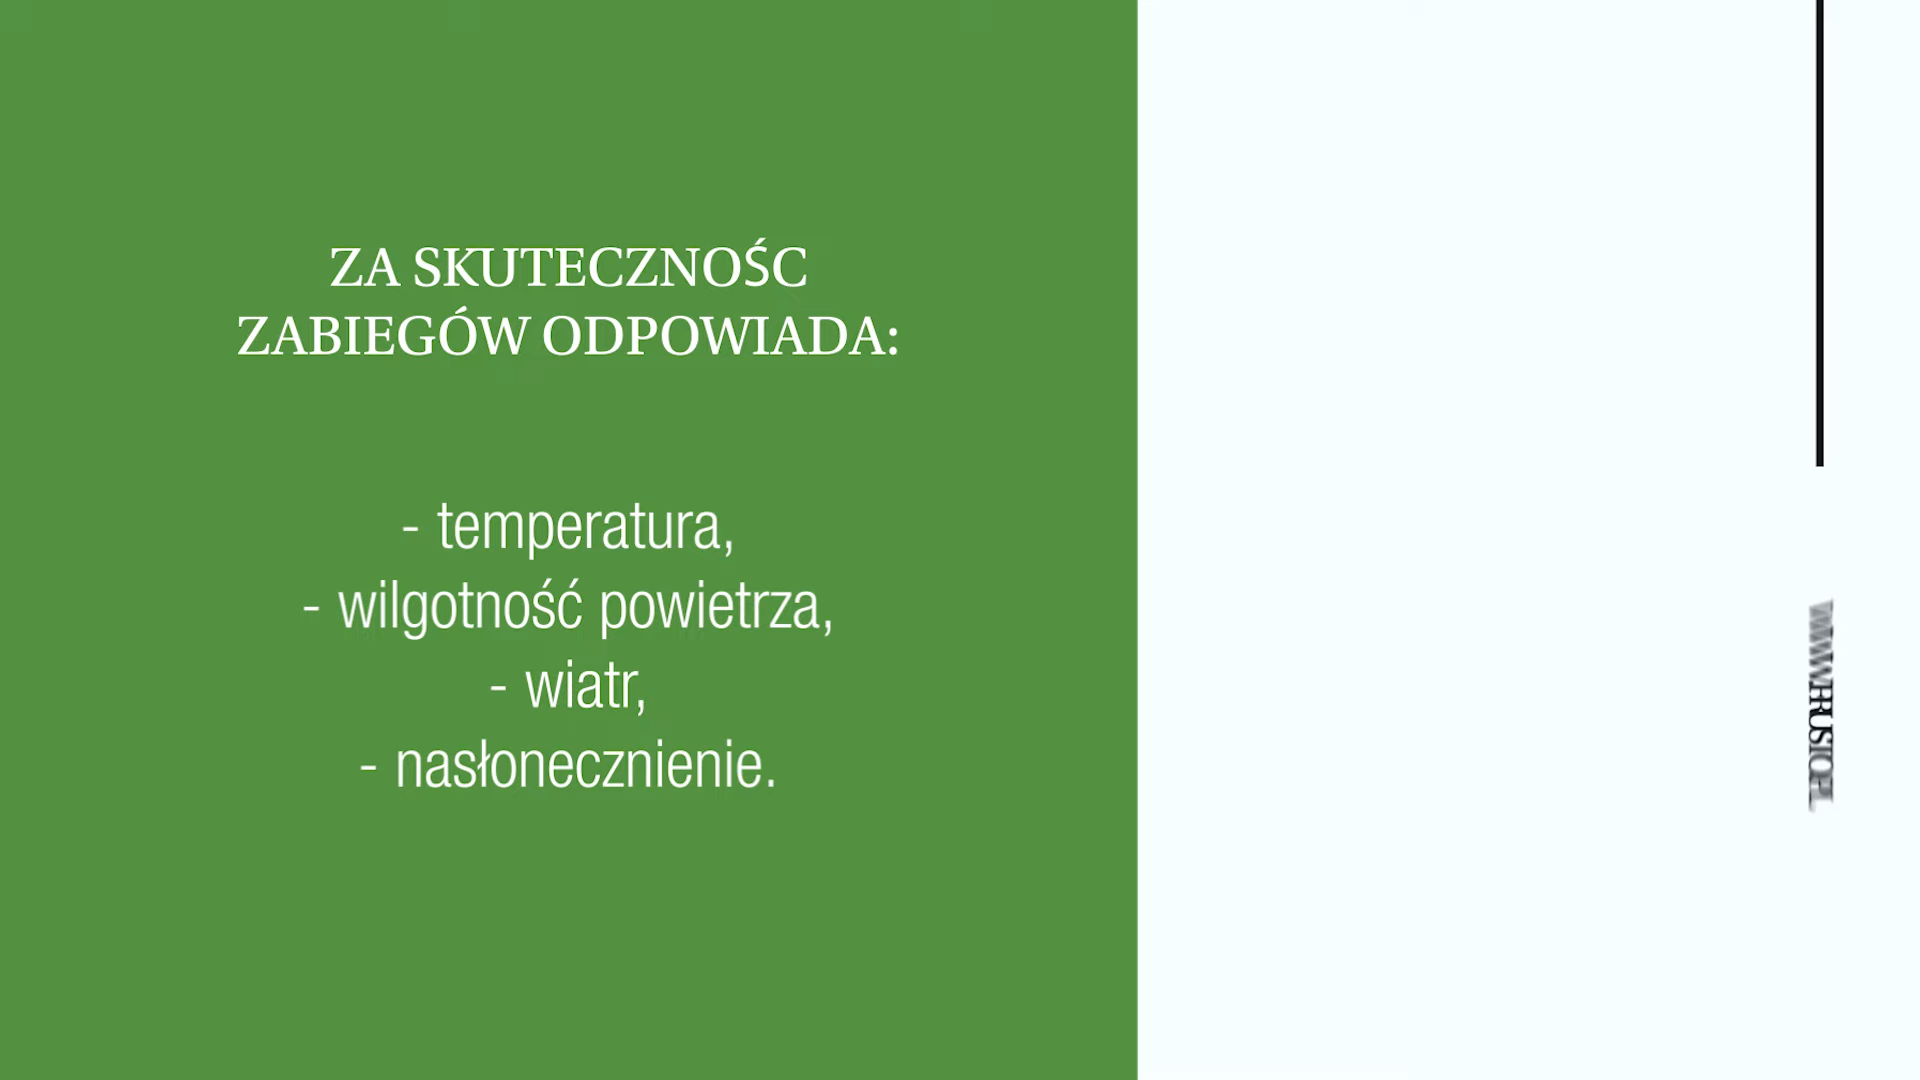 ZA SKUTECZNOŚC
ZABIEGÓW ODPOWIADA:
- temperatura,
- wilgotność powietrza,
- wiatr,
- nasłonecznienie.